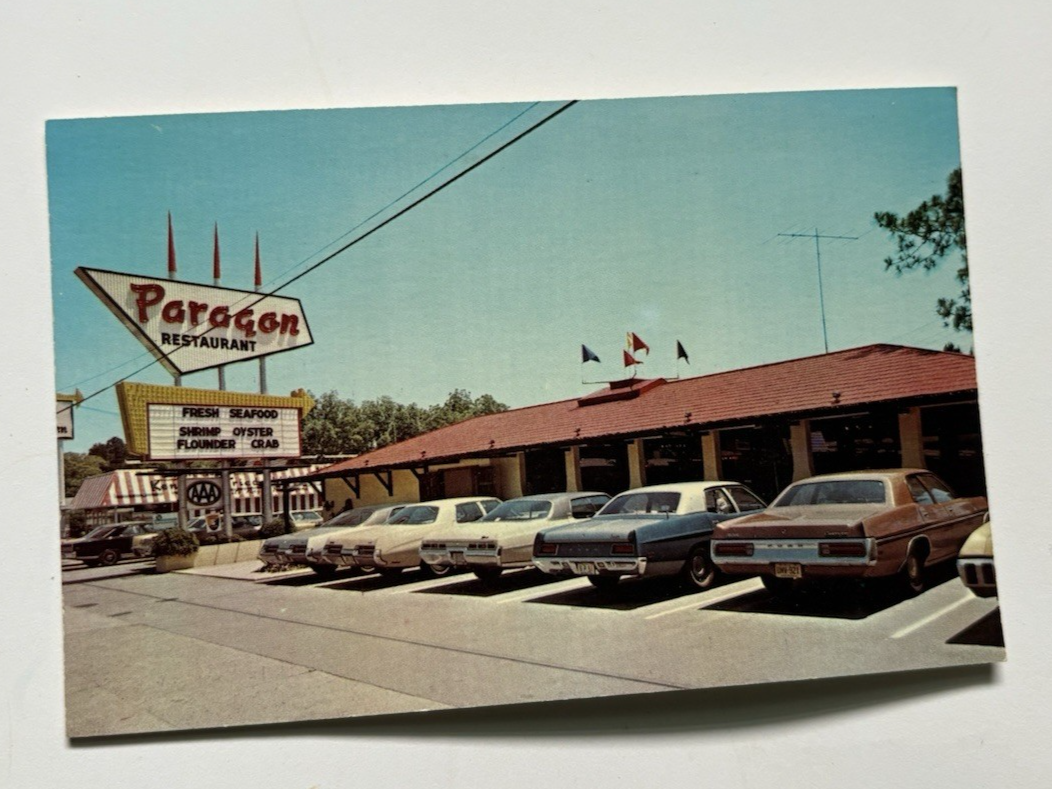 Paragon
RESTAURANT
FRESH SEAFOOD
SHRIMP OYSTER
FLOUNDER CRAB
AAA